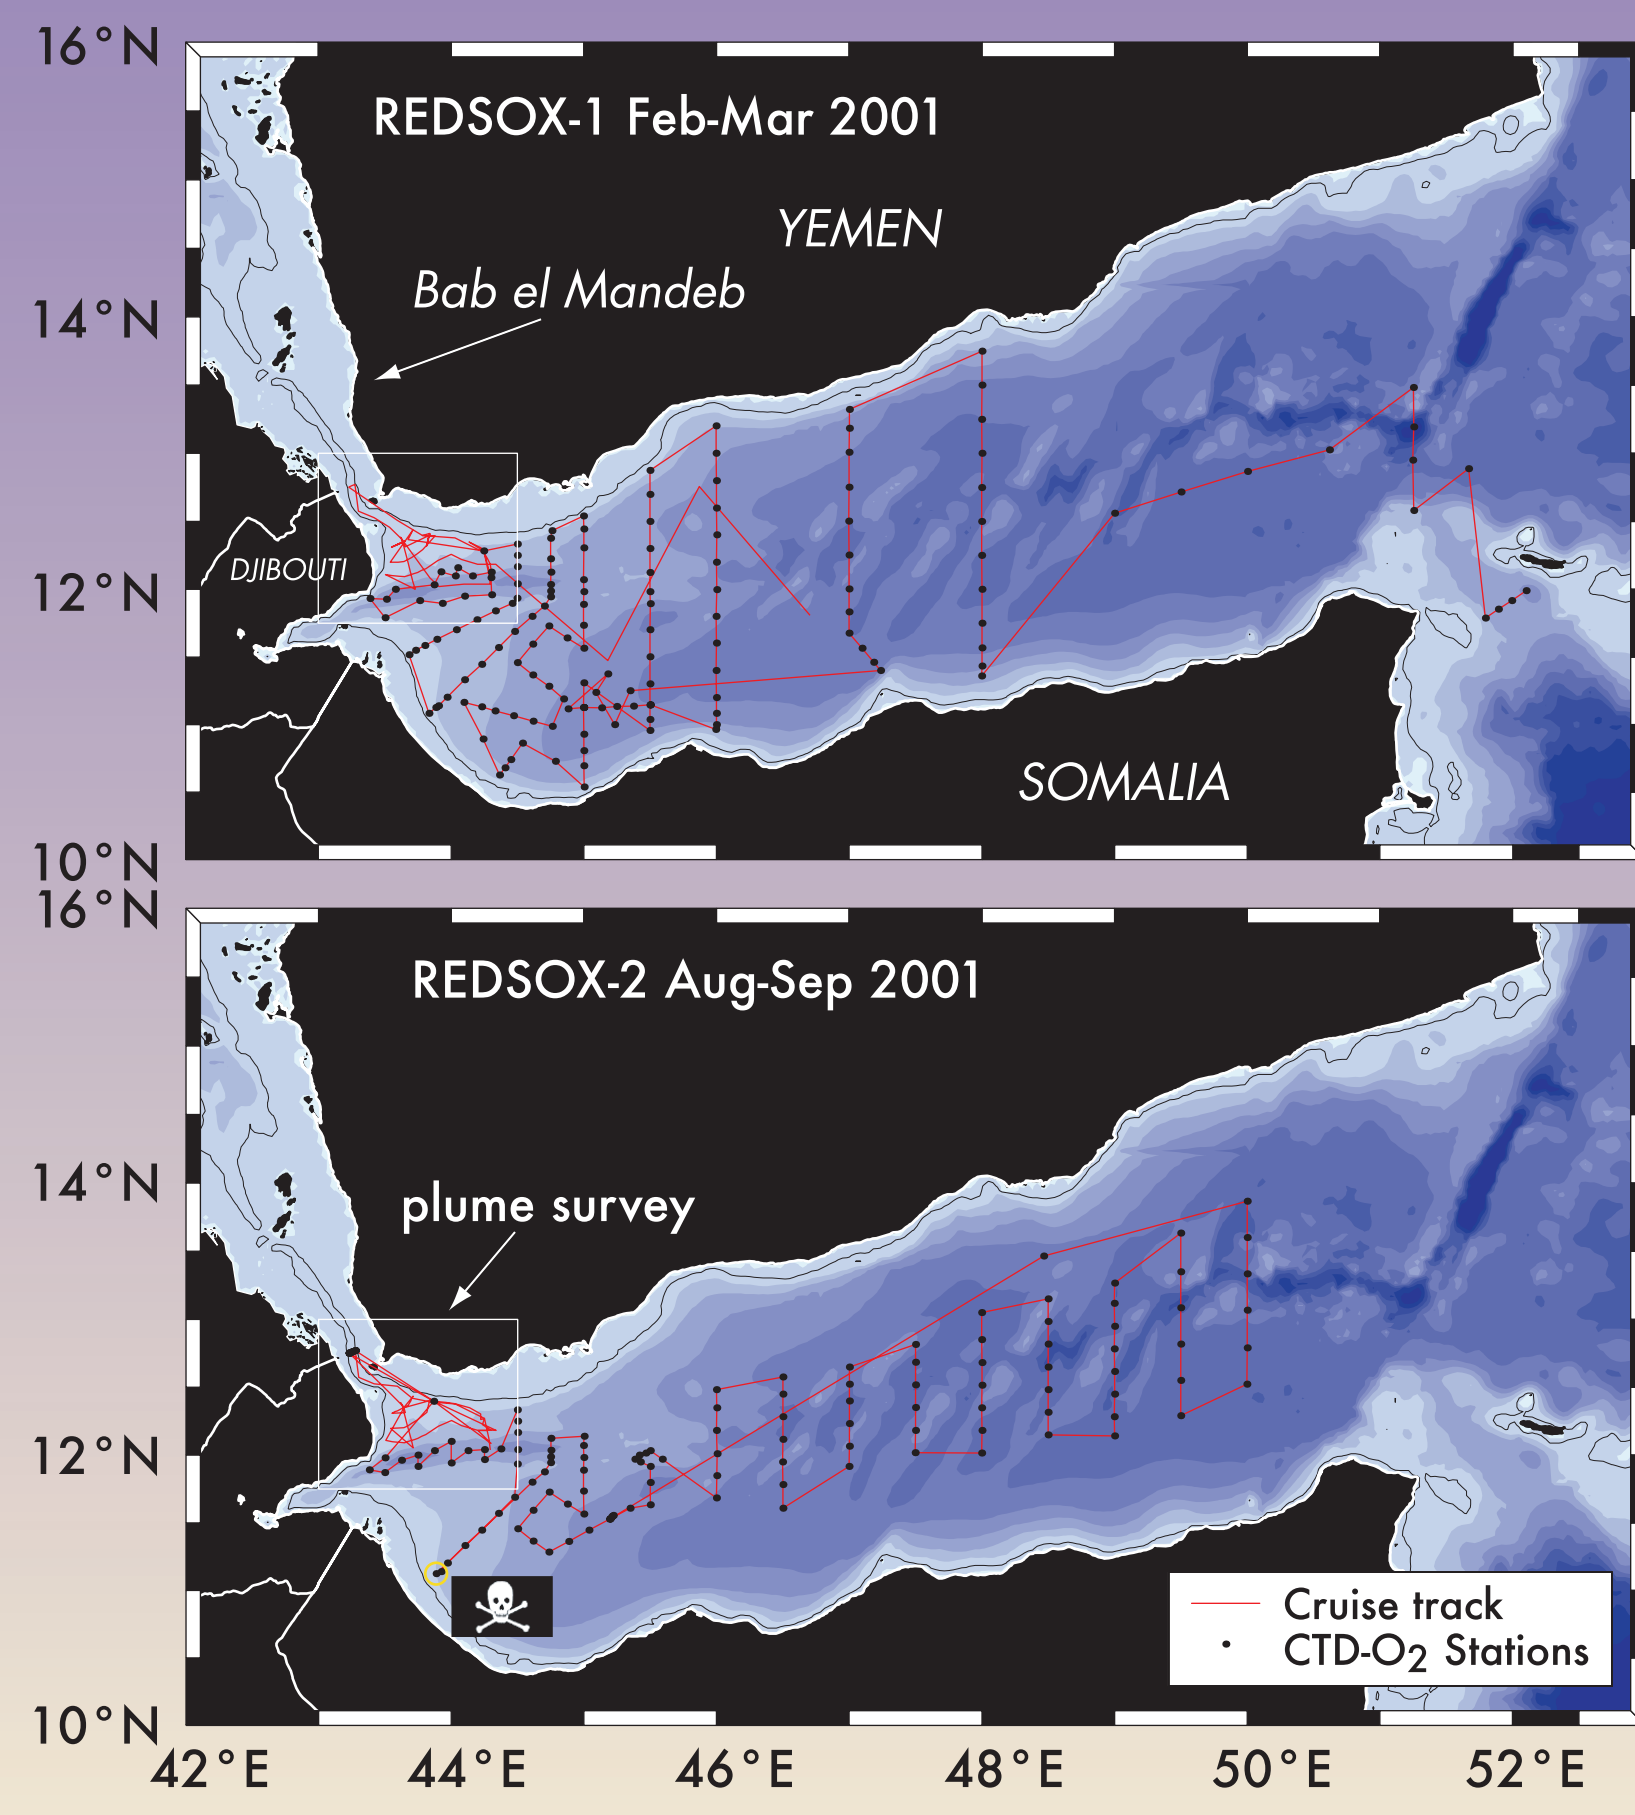 16°N
REDSOX-1 Feb-Mar 2001
YEMEN
Bab el Mandeb
14°N
DJIBOUTI
12°N
SOMALIA
10°N
16°N
REDSOX-2 Aug-Sep 2001
14°N
plume survey
12°N
Cruise track
CTD-O2 Stations
10°N
42°E 44°E 46°E 48°E 50°E 52°E